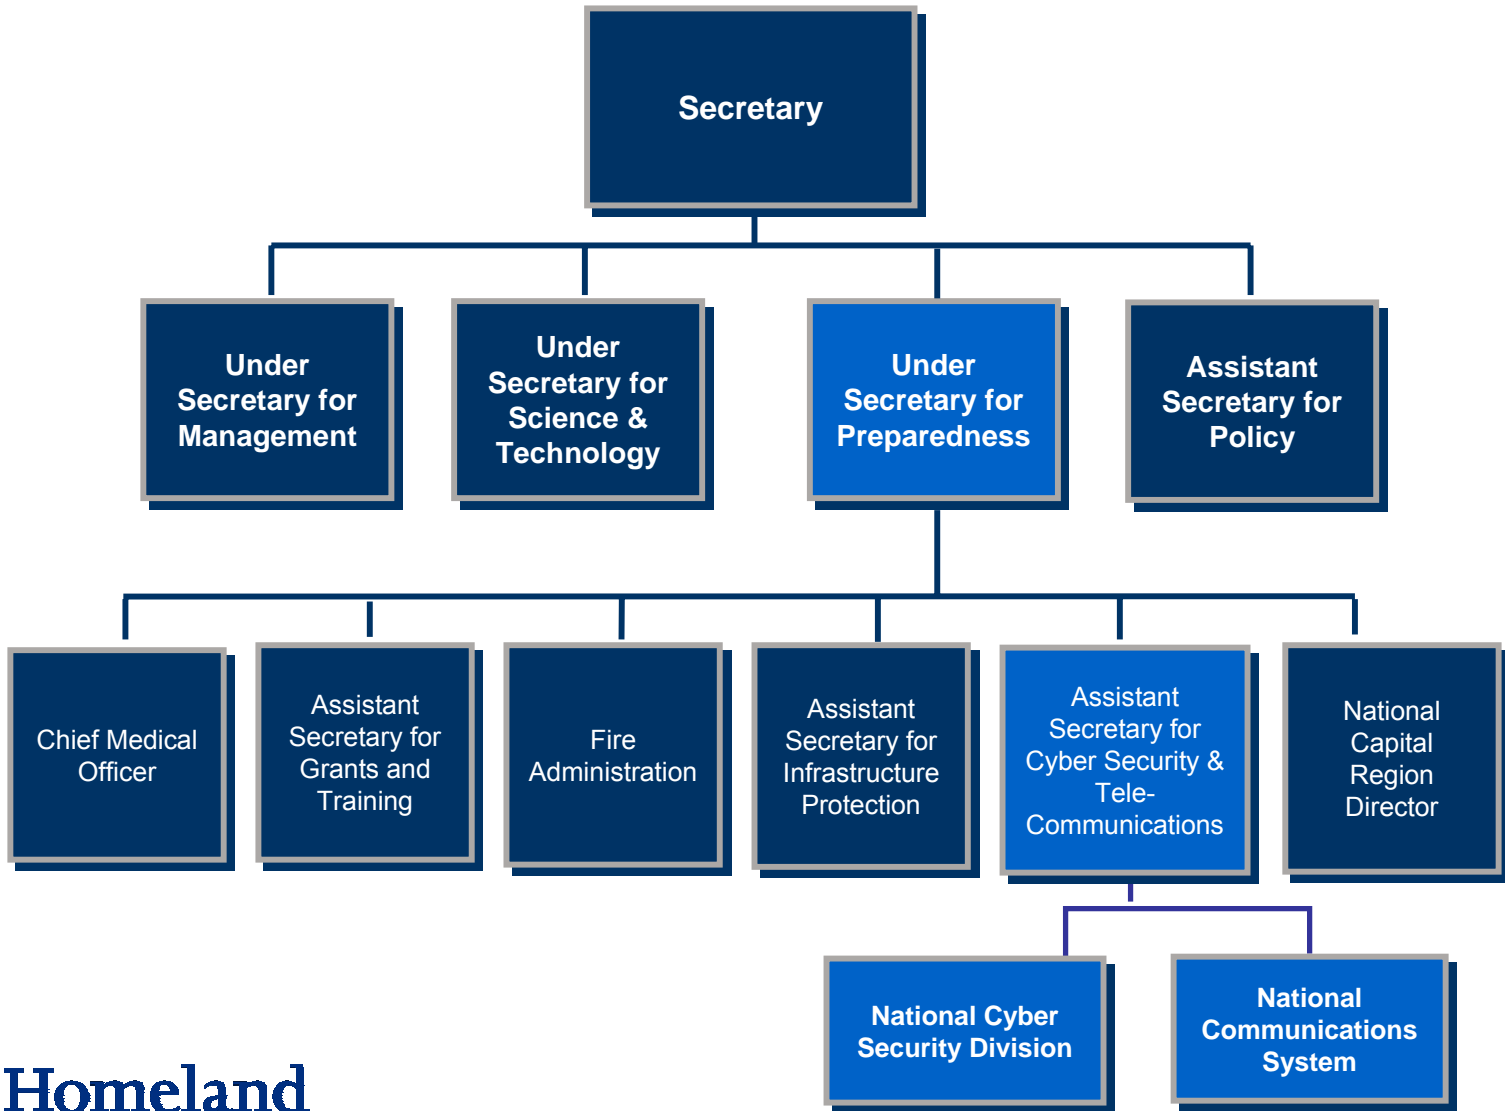 Secretary
Under
Secretary for
Management
Under
Secretary for
Science &
Technology
Under
Secretary for
Preparedness
Assistant
Secretary for
Policy
Chief Medical
Officer
Assistant
Secretary for
Grants and
Training
Fire
Administration
Assistant
Secretary for
Infrastructure
Protection
Assistant
Secretary for
Cyber Security &
Tele-
Communications
National
Capital
Region
Director
National Cyber
Security Division
National
Communications
System
Homeland